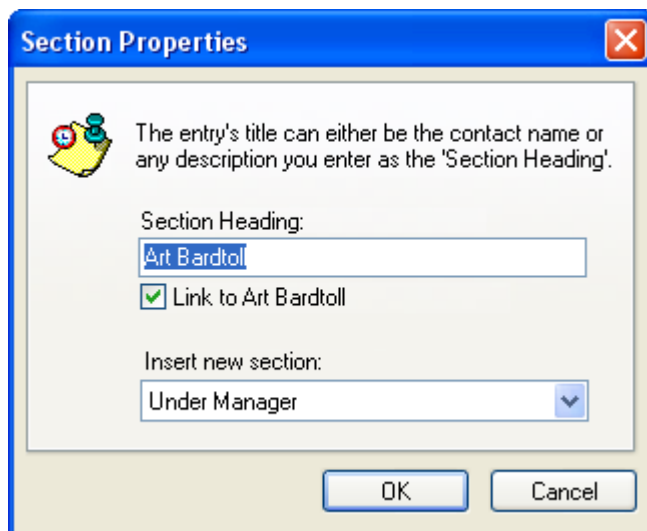 Section Properties
The entry's title can either be the contact name or
any description you enter as the 'Section Heading'.
Section Heading:
Art Bardtoll
Link to Art Bardtoll
Insert new section:
Under Manager
OK
Cancel